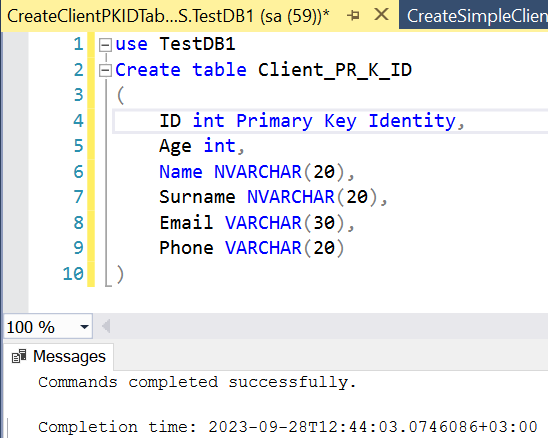 CreateClientPKIDTab...S.TestDB1 (sa (59))*
CreateSimpleClien
1 use TestDB1
2 Create table Client_PR_K_ID
3 (
4 ID int Primary Key Identity,
5 Age int,
6 Name NVARCHAR(20),
7 Surname NVARCHAR(20),
8 Email VARCHAR(30),
9 Phone VARCHAR(20)
10 )
100 %
Messages
Commands completed successfully.
Completion time: 2023-09-28T12:44:03.0746086+03:00